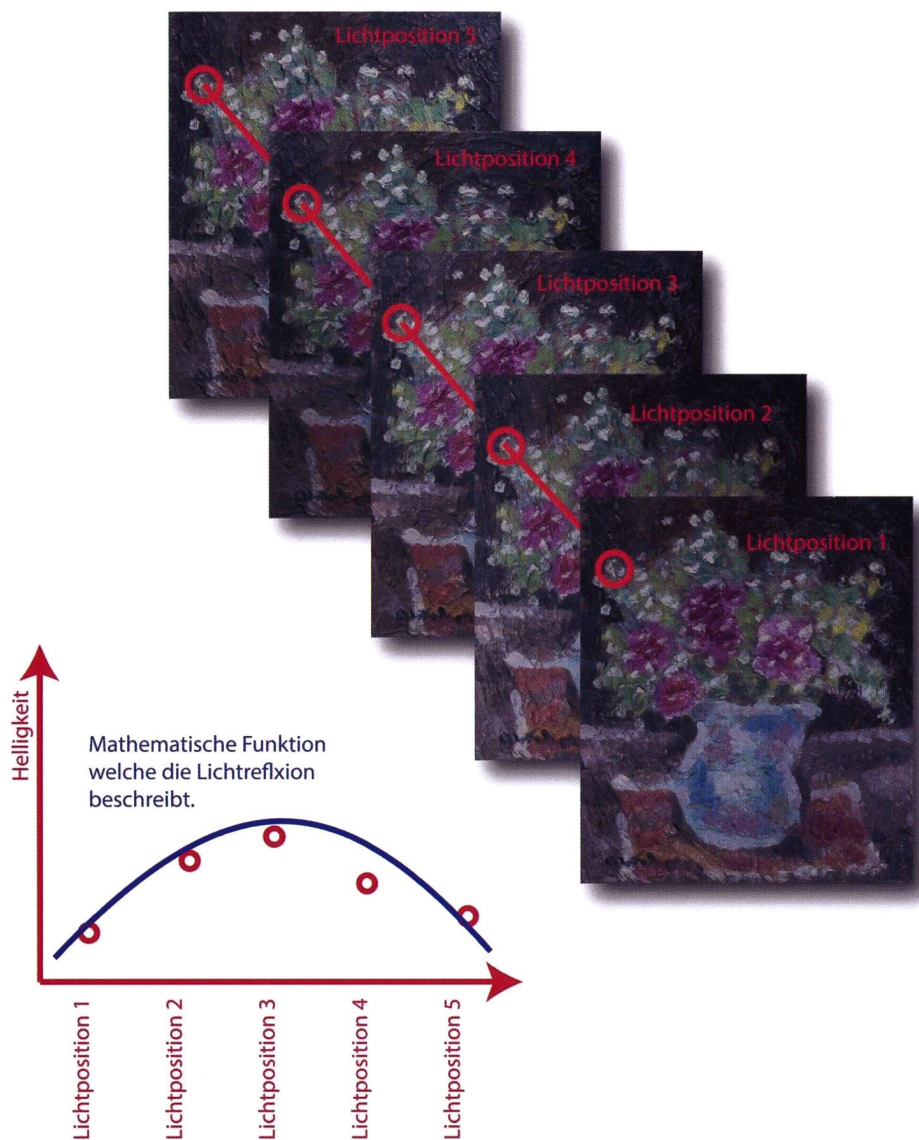 Lichtposition 5
Lichtposition 4
Lichtposition 3
Lichtposition 2
Lichtposition 1
Helligkeit
Mathematische Funktion
welche die Lichtreflxion
beschreibt.
Lichtposition 1
Lichtposition 2
Lichtposition 3
Lichtposition 4
Lichtposition 5